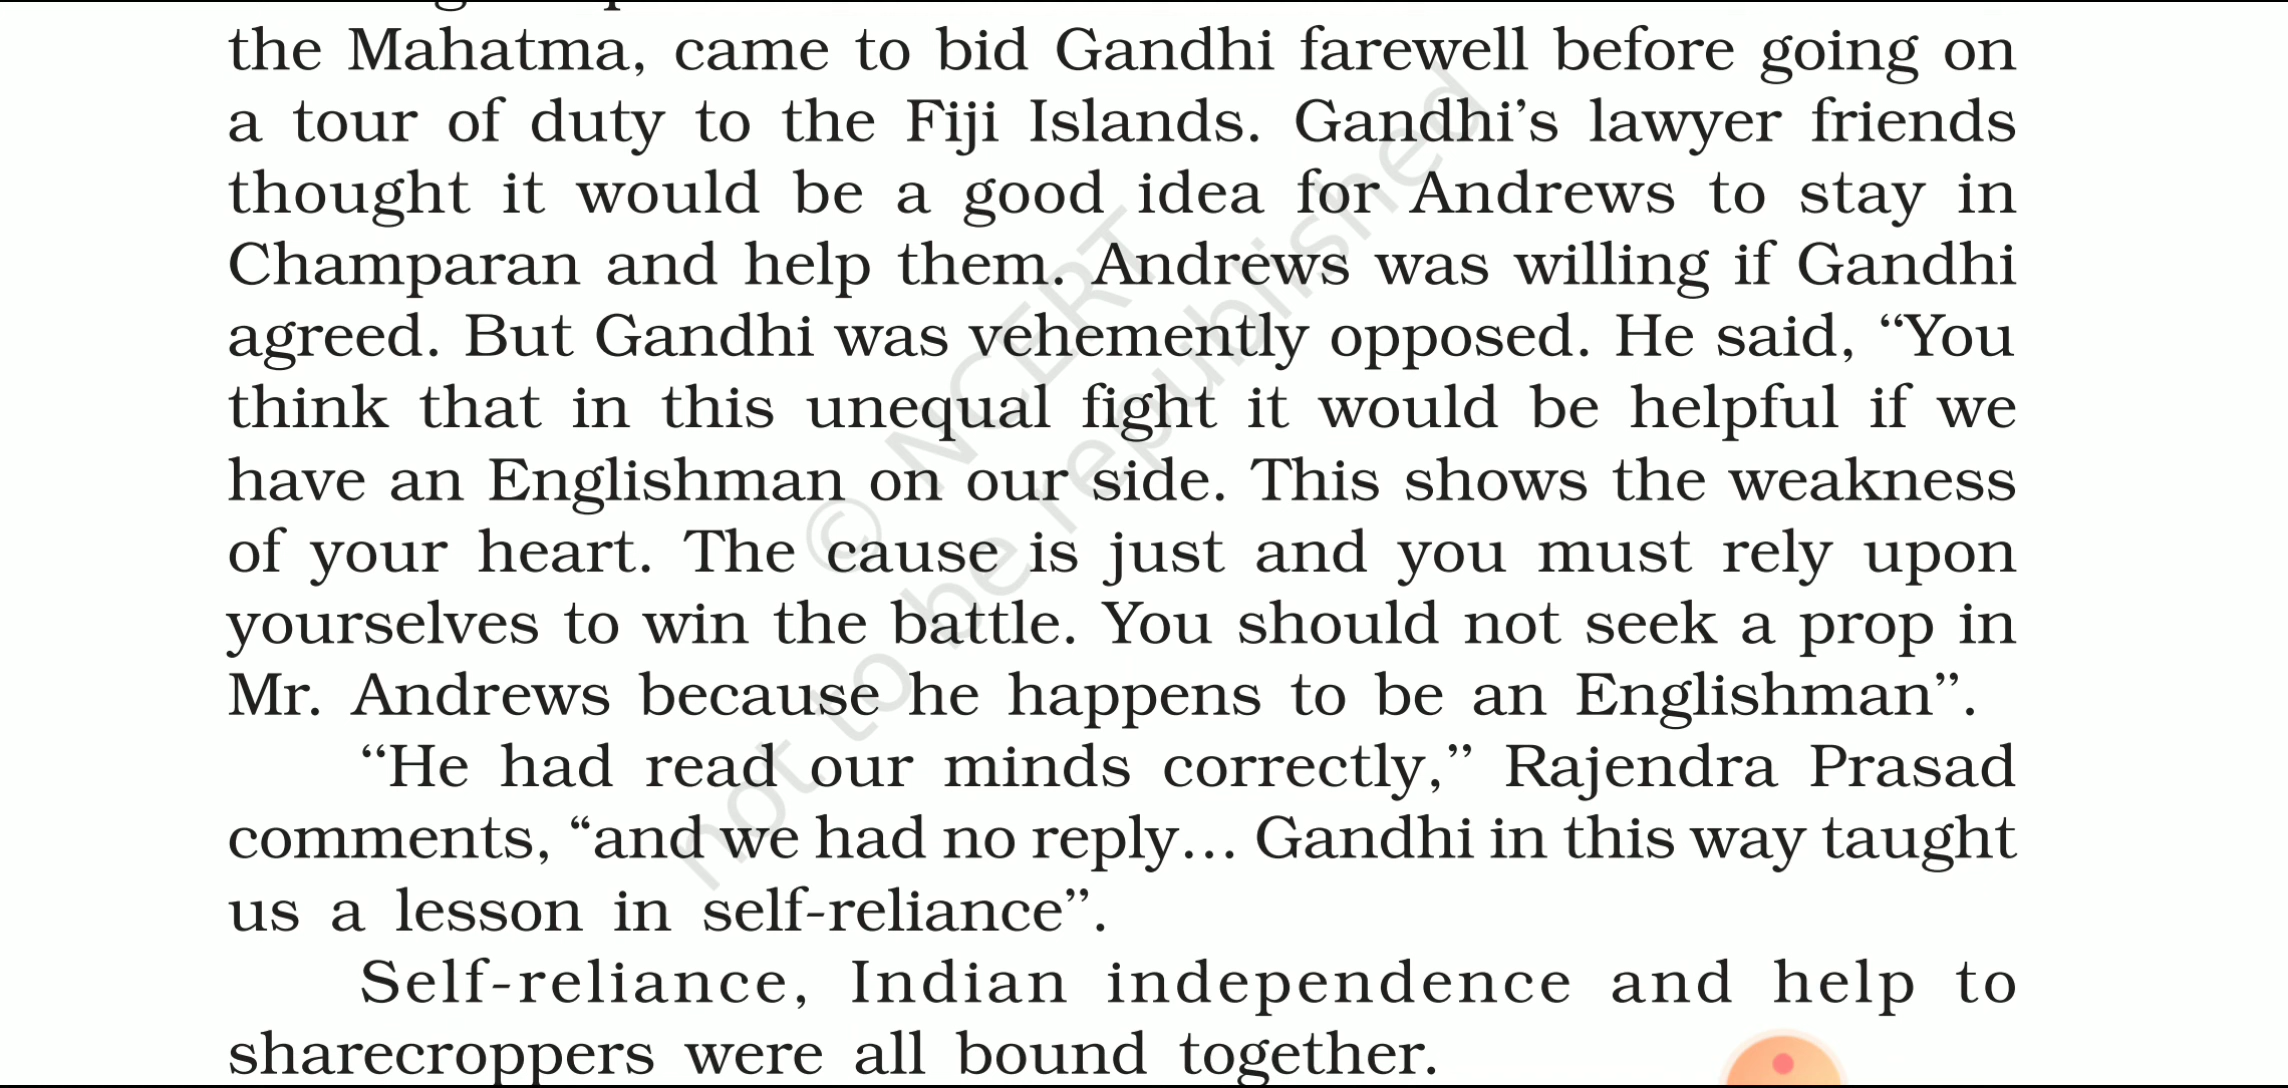 the Mahatma, came to bid Gandhi farewell before going on
a tour of duty to the Fiji Islands. Gandhi’s lawyer friends
thought it would be a good idea for Andrews to stay in
Champaran and help them. Andrews was willing if Gandhi
agreed. But Gandhi was vehemently opposed. He said, “You
think that in this unequal fight it would be helpful if we
have an Englishman on our side. This shows the weakness
of your heart. The cause is just and you must rely upon
yourselves to win the battle. You should not seek a prop in
Mr. Andrews because he happens to be an Englishman”.
“He had read our minds correctly,” Rajendra Prasad
comments, “and we had no reply… Gandhi in this way taught
us a lesson in self-reliance”.
Self-reliance, Indian independence and help to
sharecroppers were all bound together.
© NCERT
not to be republished